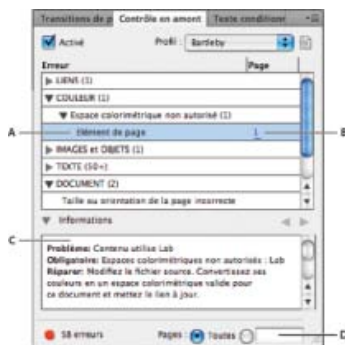 Transitions de p Contrôle en amont Texte conditionr
Activé Profil : Bartleby
Erreur Page
LIENS (1)
COULEUR (1)
Espace colorimétrique non autorisé (1)
A Elément de page 1 B
IMAGES et OBJETS (1)
TEXTE (50+)
DOCUMENT (2)
Taille ou orientation de la page incorrecte
Informations
C
Problème: Contenu utilise Lab
Obligatoire: Espaces colorimétriques non autorisés : Lab
Réparer: Modifiez le fichier source. Convertissez ses
couleurs en un espace colorimétrique valide pour
ce document et mettez le lien à jour.
58 erreurs Pages : Toutes D